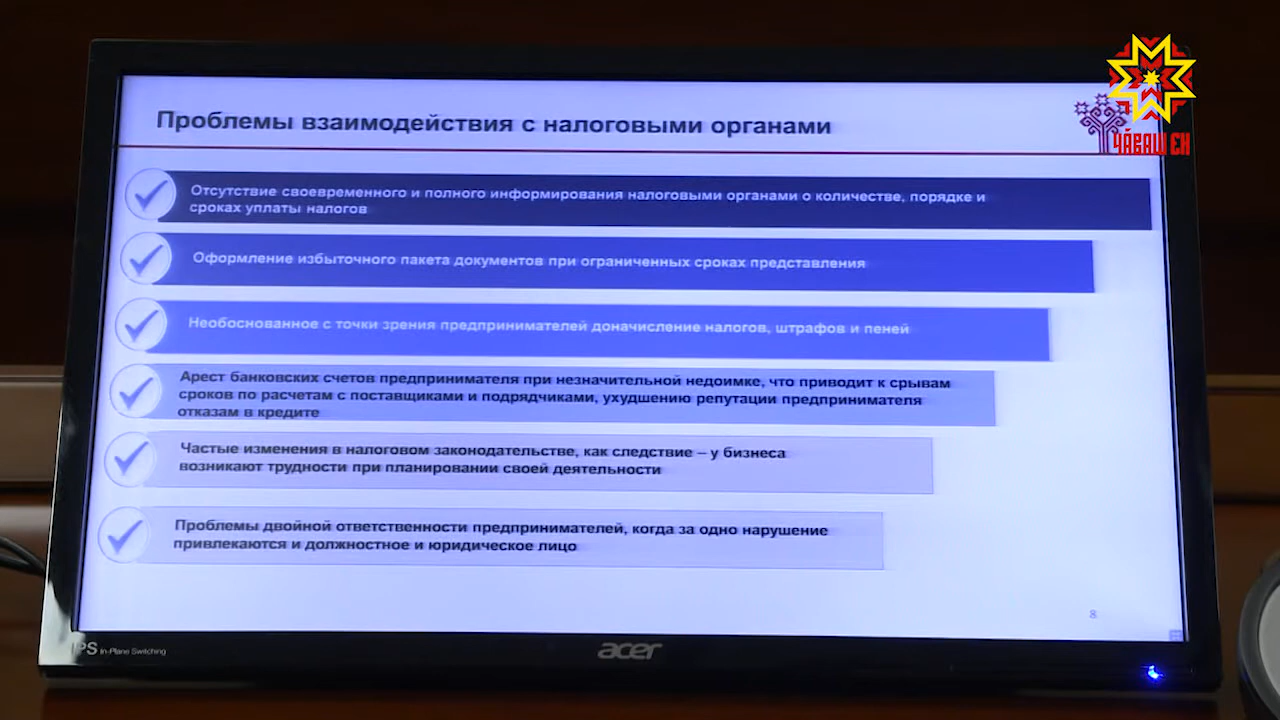 ЧӐВАШ ЕН
Проблемы взаимодействия с налоговыми органами
Отсутствие своевременного и полного информирования налоговыми органами о количестве, порядке и
сроках уплаты налогов
Оформление избыточного пакета документов при ограниченных сроках представления
Необоснованное с точки зрения предпринимателей доначисление налогов, штрафов и пеней
Арест банковских счетов предпринимателя при незначительной недоимке, что приводит к срывам
сроков по расчетам с поставщиками и подрядчиками, ухудшению репутации предпринимателя
отказам в кредите
Частые изменения в налоговом законодательстве, как следствие – у бизнеса
возникают трудности при планировании своей деятельности
Проблемы двойной ответственности предпринимателей, когда за одно нарушение
привлекаются и должностное и юридическое лицо
8
IPS In-Plane Switching
acer